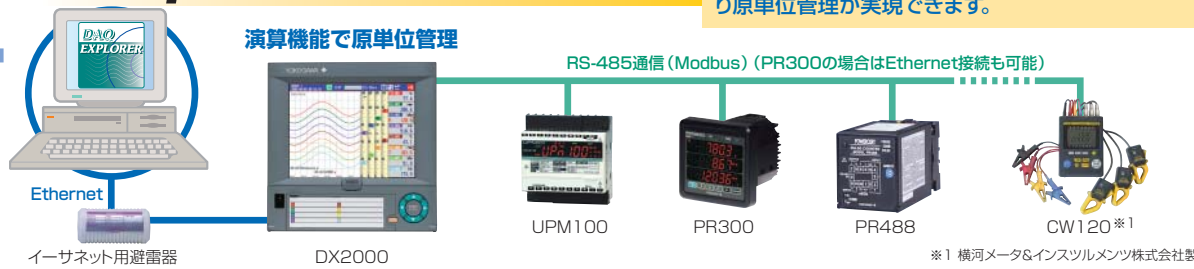 り原単位管理が実現できます。
演算機能で原単位管理
DAQ
EXPLORER
YOKOGAWA
RS-485通信(Modbus)(PR300の場合はEthernet接続も可能)
UPM100
7803
867
12036
Ethernet
イーサネット用避雷器
DX2000
UPM100
PR300
PR488
CW120※1
※1 横河メータ&インスツルメンツ株式会社製